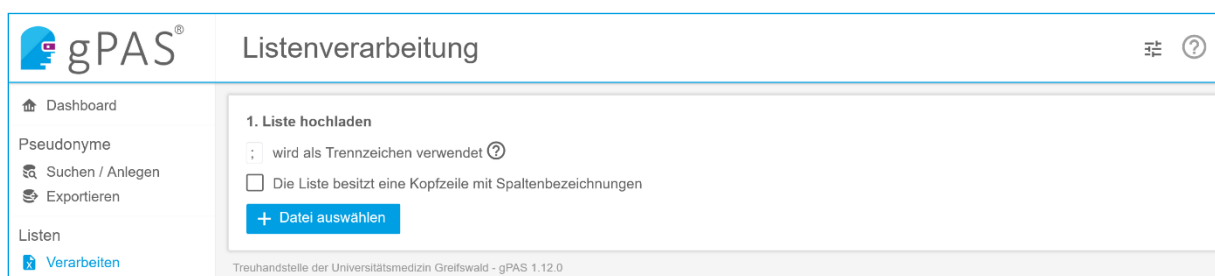 gPAS®
Listenverarbeitung
Dashboard
Pseudonyme
Suchen / Anlegen
Exportieren
Listen
Verarbeiten
1. Liste hochladen
; wird als Trennzeichen verwendet ?
Die Liste besitzt eine Kopfzeile mit Spaltenbezeichnungen
+ Datei auswählen
Treuhandstelle der Universitätsmedizin Greifswald - gPAS 1.12.0